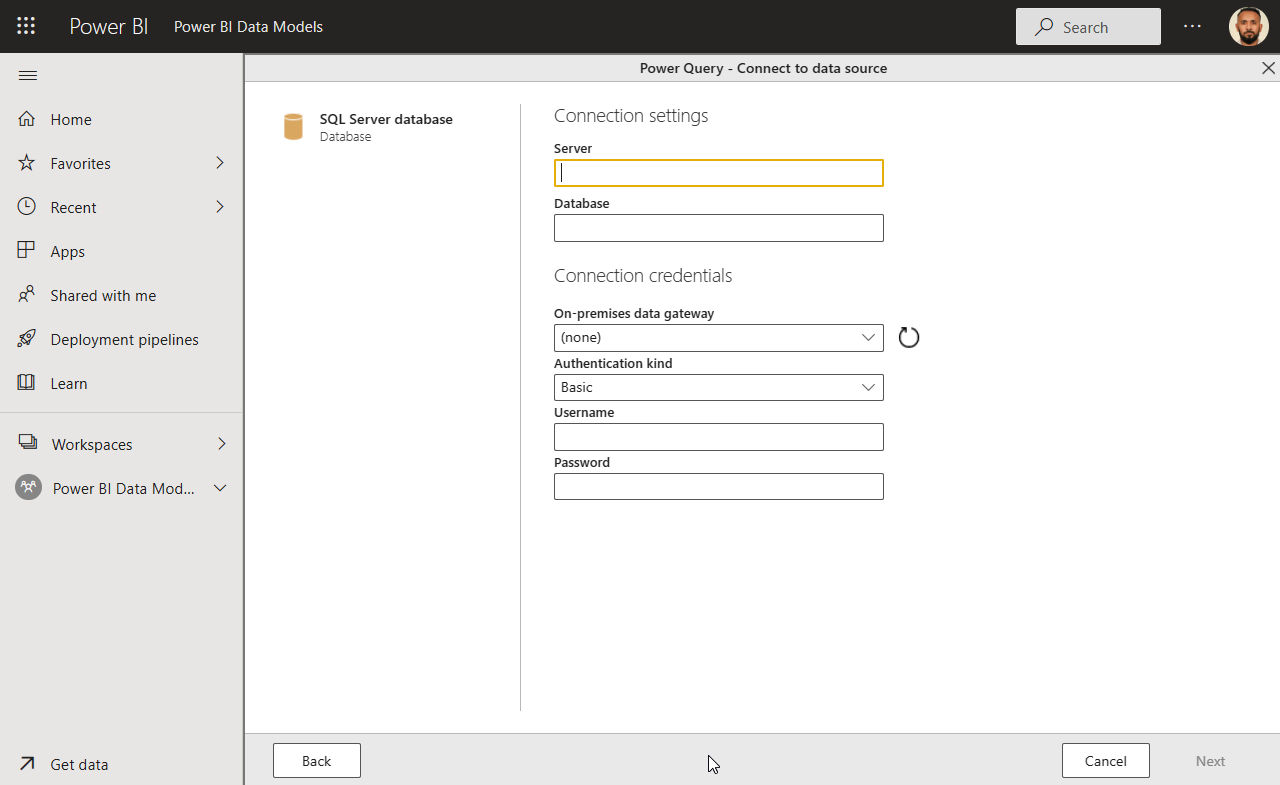 Power BI
Power BI Data Models
Search
Power Query - Connect to data source
Home
Favorites
Recent
Apps
Shared with me
Deployment pipelines
Learn
Workspaces
Power BI Data Mod...
Get data
SQL Server database
Database
Connection settings
Server
Database
Connection credentials
On-premises data gateway
(none)
Authentication kind
Basic
Username
Password
Back
Cancel
Next